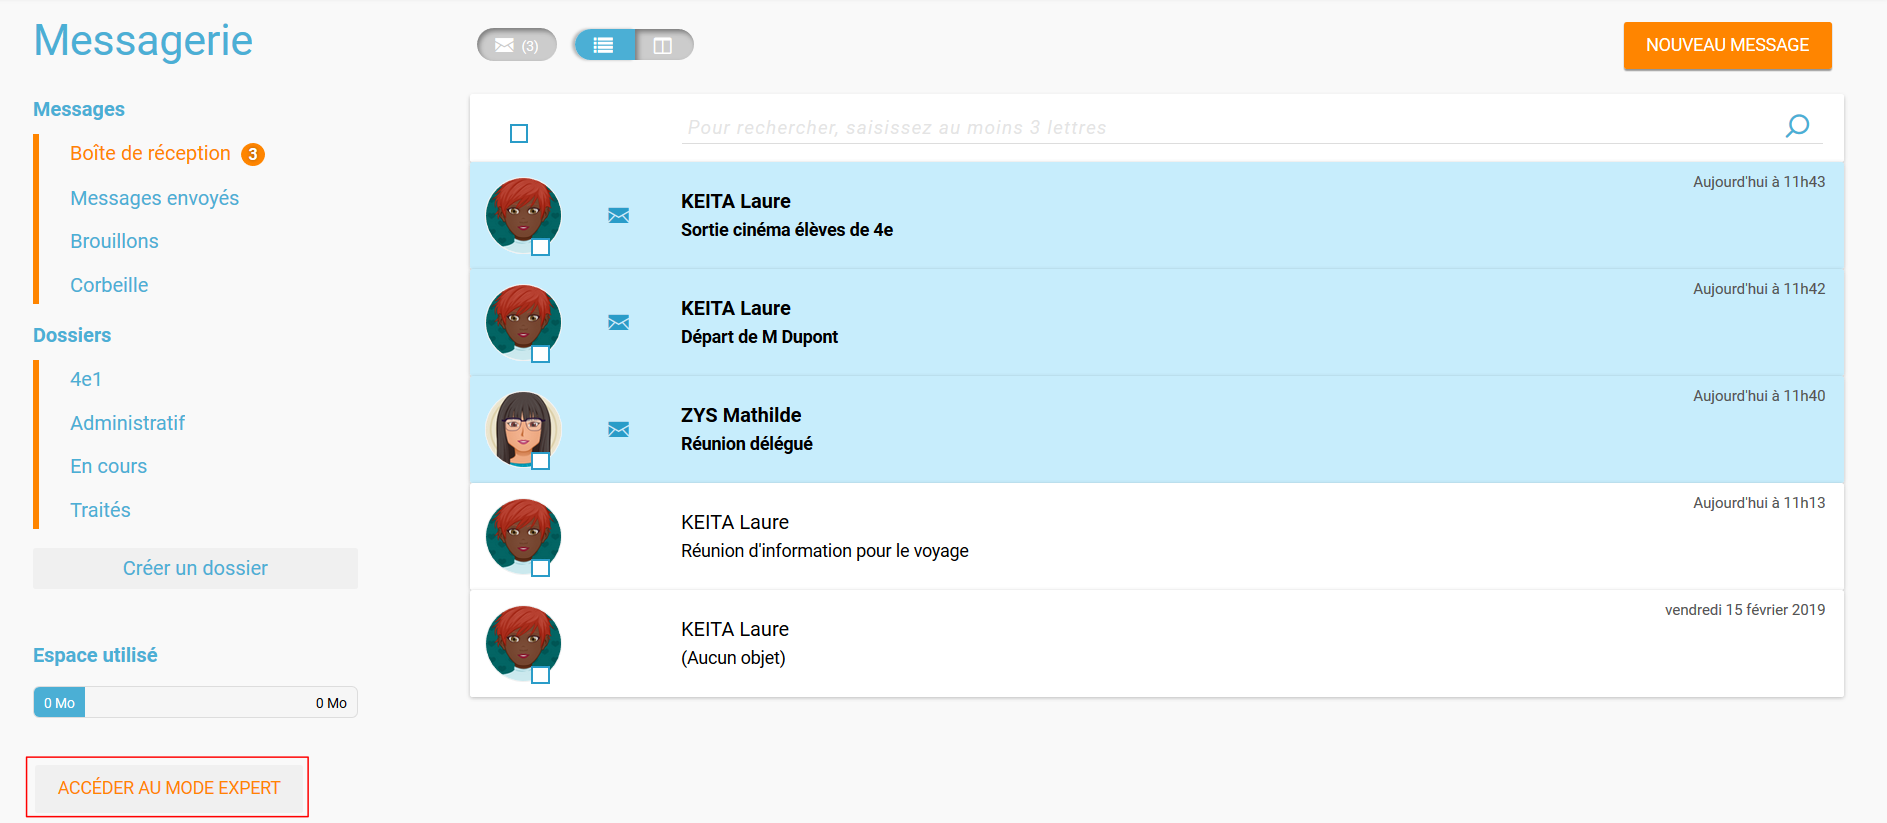 Messagerie
(3)
NOUVEAU MESSAGE
Messages
Boîte de réception 3
Messages envoyés
Brouillons
Corbeille
Dossiers
4e1
Administratif
En cours
Traités
Créer un dossier
Espace utilisé
0 Mo 0 Mo
ACCÉDER AU MODE EXPERT
Pour rechercher, saisissez au moins 3 lettres
Aujourd'hui à 11h43
KEITA Laure
Sortie cinéma élèves de 4e
Aujourd'hui à 11h42
KEITA Laure
Départ de M Dupont
Aujourd'hui à 11h40
ZYS Mathilde
Réunion délégué
Aujourd'hui à 11h13
KEITA Laure
Réunion d'information pour le voyage
vendredi 15 février 2019
KEITA Laure
(Aucun objet)